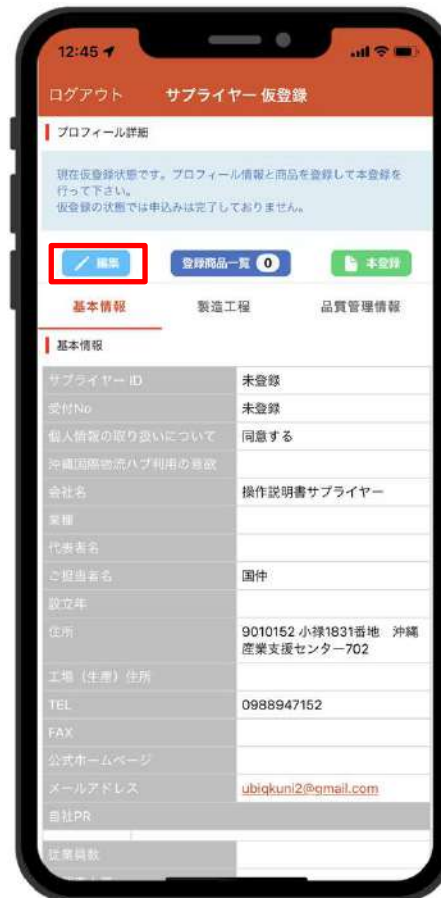 12:45
ログアウト サプライヤー 仮登録
プロフィール詳細
現在仮登録状態です。プロフィール情報と商品を登録して本登録を
行って下さい。
仮登録の状態では申込みは完了しておりません。
編集 登録商品一覧 0 本登録
基本情報 製造工程 品質管理情報
基本情報
サプライヤー ID 未登録
受付No 未登録
個人情報の取り扱いについて 同意する
沖縄国際物流ハブ利用の意欲
会社名 操作説明書サプライヤー
業種
代表者名
ご担当者名 国仲
設立年
住所 9010152 小禄1831番地 沖縄
産業支援センター702
工場（生産）住所
TEL 0988947152
FAX
公式ホームページ
メールアドレス ubiqkuni2@gmail.com
自社PR
従業員数